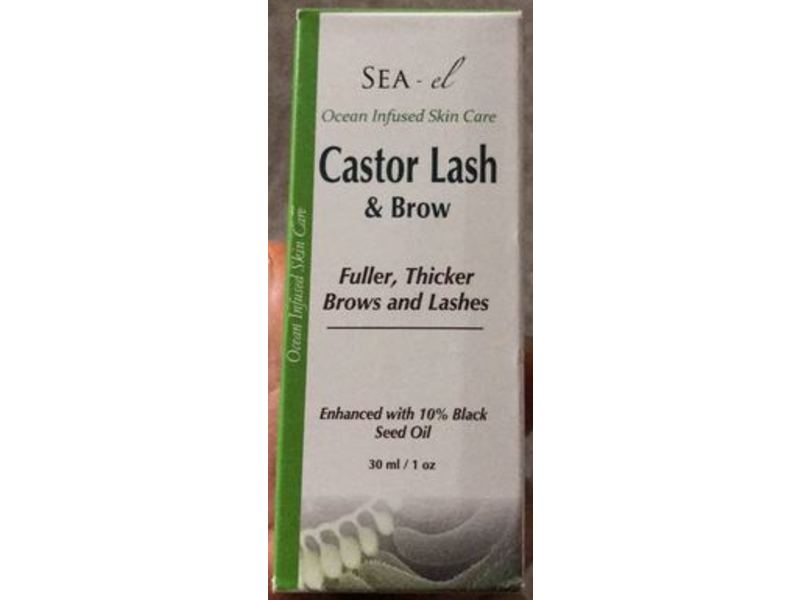 SEA - el
Ocean Infused Skin Care
Castor Lash
& Brow
Fuller, Thicker
Brows and Lashes
Enhanced with 10% Black
Seed Oil
30 ml / 1 oz
Ocean Infused Skin Care